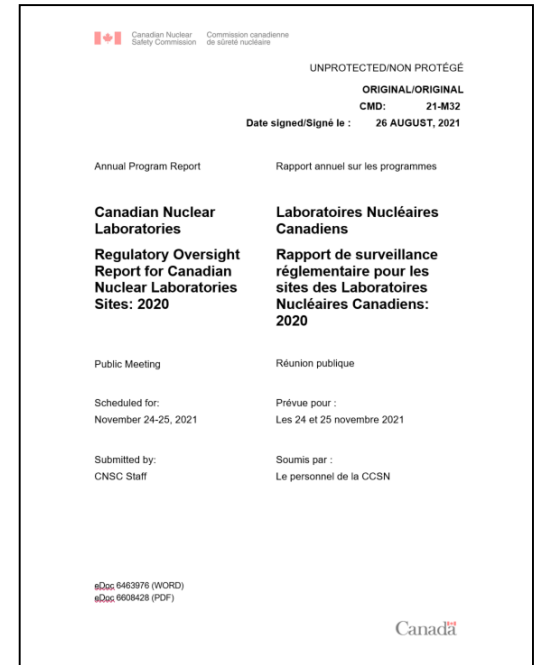 Canadian Nuclear
Safety Commission
Commission canadienne
de sûreté nucléaire
UNPROTECTED/NON PROTÉGÉ
ORIGINAL/ORIGINAL
CMD: 21-M32
Date signed/Signé le : 26 AUGUST, 2021
Annual Program Report
Rapport annuel sur les programmes
Canadian Nuclear
Laboratories
Laboratoires Nucléaires
Canadiens
Regulatory Oversight
Report for Canadian
Nuclear Laboratories
Sites: 2020
Rapport de surveillance
réglementaire pour les
sites des Laboratoires
Nucléaires Canadiens:
2020
Public Meeting
Réunion publique
Scheduled for:
November 24-25, 2021
Prévue pour :
Les 24 et 25 novembre 2021
Submitted by:
CNSC Staff
Soumis par :
Le personnel de la CCSN
eDoc 6463976 (WORD)
eDoc 6608428 (PDF)
Canada